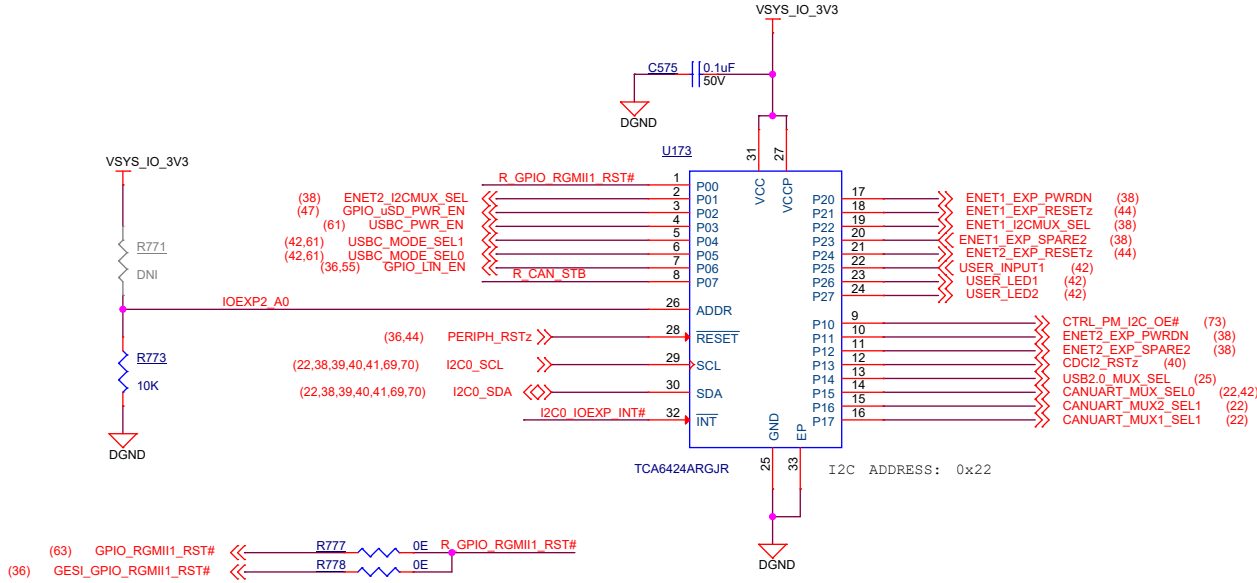 VSYS_IO_3V3
C575 0.1uF
50V
DGND
U173
VSYS_IO_3V3
31 27
VCC VCCP
R_GPIO_RGMII1_RST# 1 P00
(38) ENET2_I2CMUX_SEL 2 P01
(47) GPIO_uSD_PWR_EN 3 P02
(61) USBC_PWR_EN 4 P03
(42,61) USBC_MODE_SEL1 5 P04
(42,61) USBC_MODE_SEL0 6 P05
(36,55) GPIO_LIN_EN 7 P06
R_CAN_STB 8 P07
P20 17 ENET1_EXP_PWRDN (38)
P21 18 ENET1_EXP_RESETz (44)
P22 19 ENET1_I2CMUX_SEL (38)
P23 20 ENET1_EXP_SPARE2 (38)
P24 21 ENET2_EXP_RESETz (44)
P25 22 USER_INPUT1 (42)
P26 23 USER_LED1 (42)
P27 24 USER_LED2 (42)
R771
DNI
IOEXP2_A0 26 ADDR
R773
10K
DGND
(36,44) PERIPH_RSTz 28 RESET
(22,38,39,40,41,69,70) I2C0_SCL 29 SCL
(22,38,39,40,41,69,70) I2C0_SDA 30 SDA
I2C0_IOEXP_INT# 32 INT
P10 9 CTRL_PM_I2C_OE# (73)
P11 10 ENET2_EXP_PWRDN (38)
P12 11 ENET2_EXP_SPARE2 (38)
P13 12 CDCI2_RSTz (40)
P14 13 USB2.0_MUX_SEL (25)
P15 14 CANUART_MUX_SEL0 (22,42)
P16 15 CANUART_MUX2_SEL1 (22)
P17 16 CANUART_MUX1_SEL1 (22)
GND EP
25 33
TCA6424ARGJR
I2C ADDRESS: 0x22
DGND
(63) GPIO_RGMII1_RST# R777 0E R_GPIO_RGMII1_RST#
(36) GESI_GPIO_RGMII1_RST# R778 0E